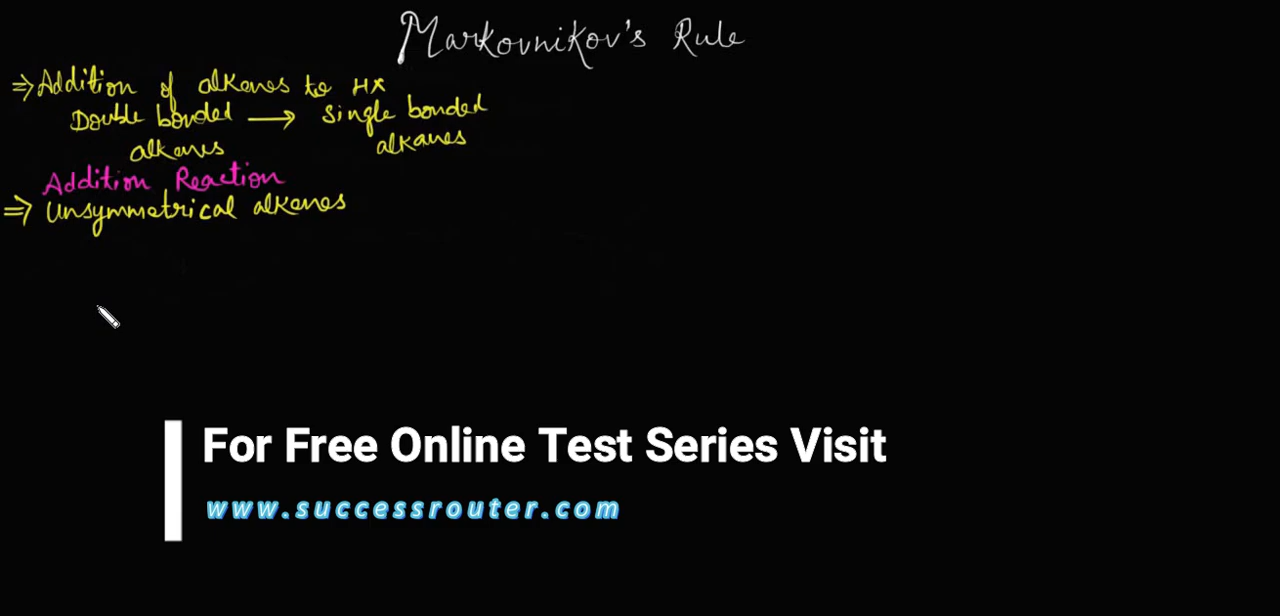 Markovnikov's Rule
⇒ Addition of alkenes to HX
Double bonded → Single bonded
alkenes alkanes
Addition Reaction
⇒ Unsymmetrical alkenes
For Free Online Test Series Visit
www.successrouter.com